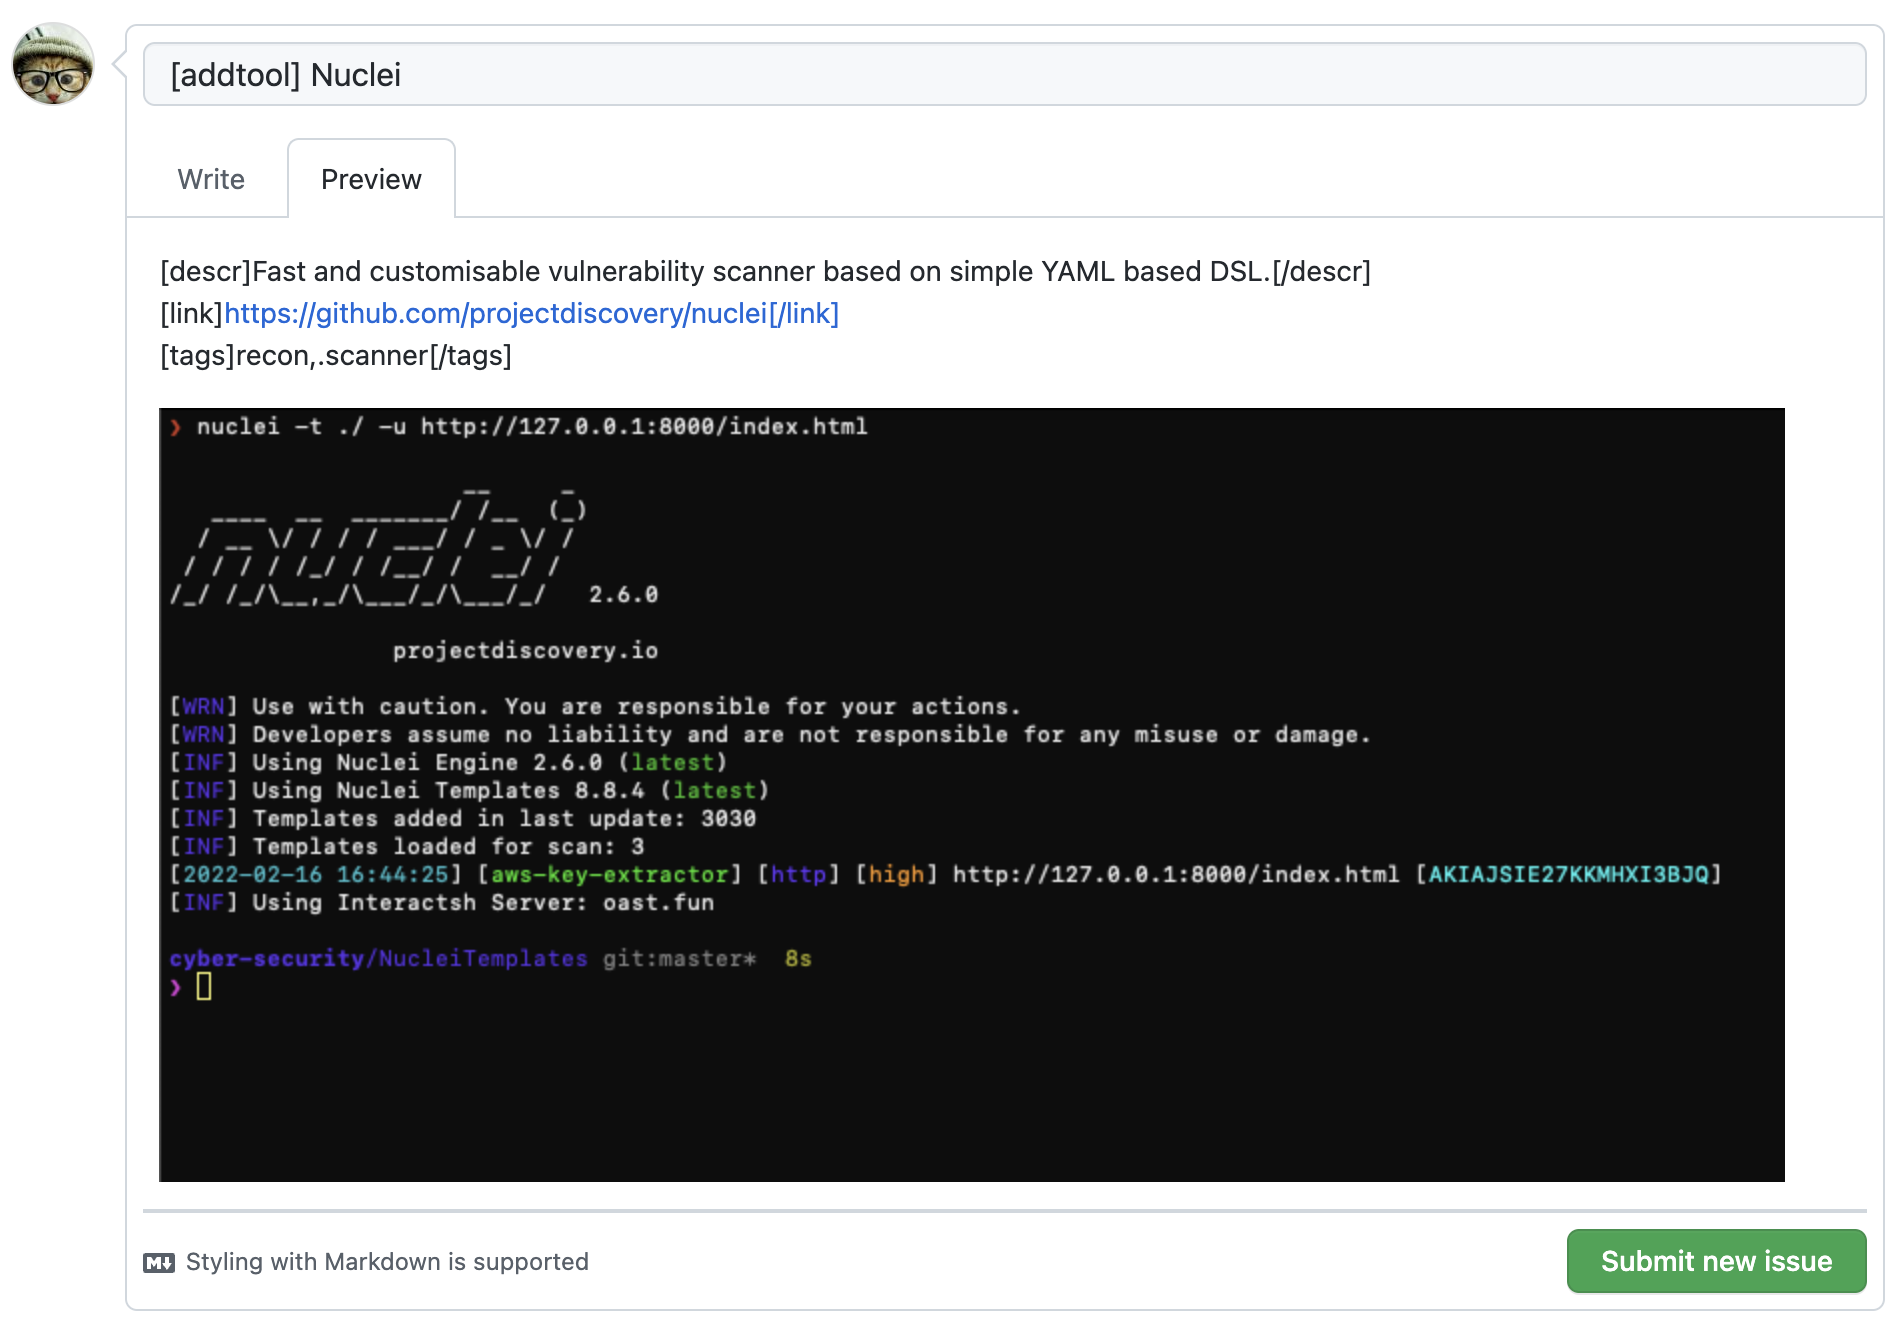 [addtool] Nuclei
Write
Preview
[descr]Fast and customisable vulnerability scanner based on simple YAML based DSL.[/descr]
[link]https://github.com/projectdiscovery/nuclei[/link]
[tags]recon,.scanner[/tags]
❯ nuclei -t ./ -u http://127.0.0.1:8000/index.html
nuclei 2.6.0
projectdiscovery.io
[WRN] Use with caution. You are responsible for your actions.
[WRN] Developers assume no liability and are not responsible for any misuse or damage.
[INF] Using Nuclei Engine 2.6.0 (latest)
[INF] Using Nuclei Templates 8.8.4 (latest)
[INF] Templates added in last update: 3030
[INF] Templates loaded for scan: 3
[2022-02-16 16:44:25] [aws-key-extractor] [http] [high] http://127.0.0.1:8000/index.html [AKIAJSIE27KKMHXI3BJQ]
[INF] Using Interactsh Server: oast.fun
cyber-security/NucleiTemplates git:master* 8s
❯
M↓ Styling with Markdown is supported
Submit new issue